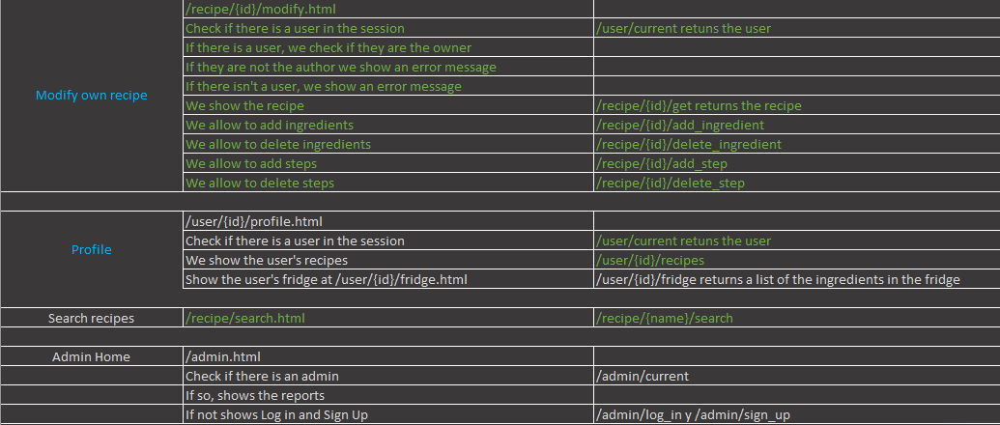 /recipe/{id}/modify.html
Check if there is a user in the session /user/current retuns the user
If there is a user, we check if they are the owner
If they are not the author we show an error message
If there isn't a user, we show an error message
Modify own recipe
We show the recipe /recipe/{id}/get returns the recipe
We allow to add ingredients /recipe/{id}/add_ingredient
We allow to delete ingredients /recipe/{id}/delete_ingredient
We allow to add steps /recipe/{id}/add_step
We allow to delete steps /recipe/{id}/delete_step
/user/{id}/profile.html
Check if there is a user in the session /user/current retuns the user
Profile
We show the user's recipes /user/{id}/recipes
Show the user's fridge at /user/{id}/fridge.html /user/{id}/fridge returns a list of the ingredients in the fridge
Search recipes /recipe/search.html /recipe/{name}/search
Admin Home /admin.html
Check if there is an admin /admin/current
If so, shows the reports
If not shows Log in and Sign Up /admin/log_in y /admin/sign_up